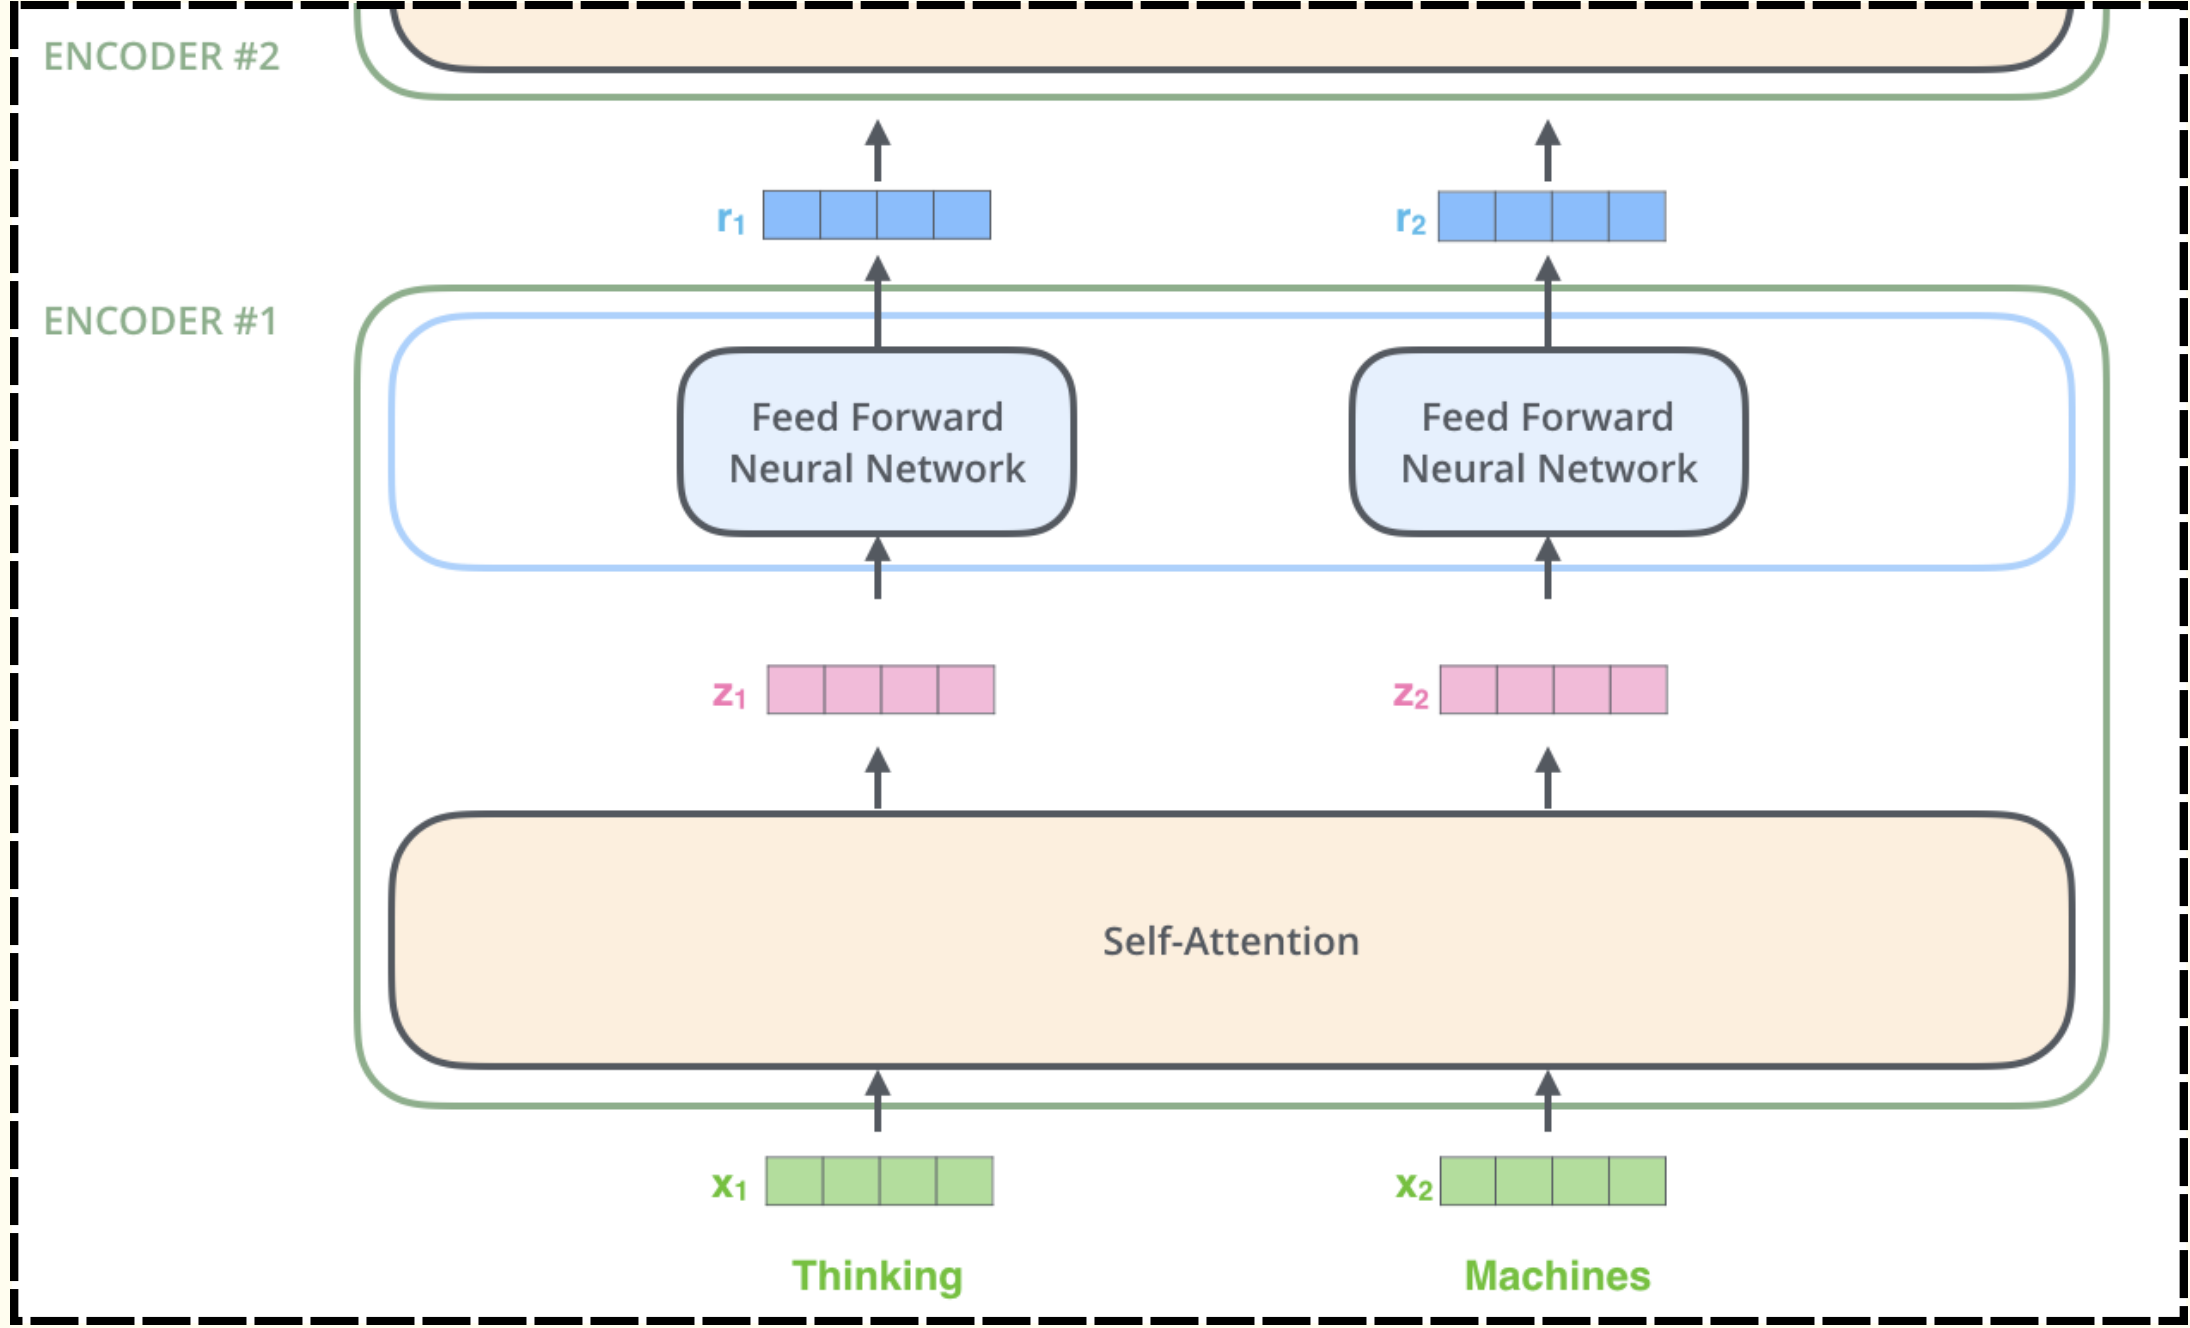 ENCODER #2
r1
r2
ENCODER #1
Feed Forward
Neural Network
Feed Forward
Neural Network
z1
z2
Self-Attention
x1
x2
Thinking
Machines